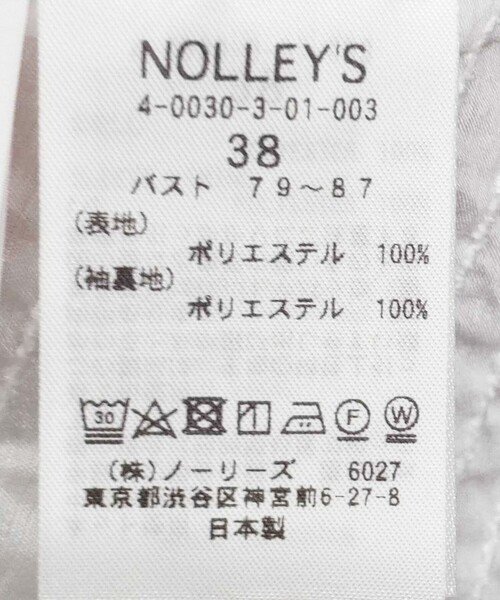 NOLLEY'S
4-0030-3-01-003
38
バスト 79~87
(表地)
ポリエステル 100%
(袖裏地)
ポリエステル 100%
30 F W
(株)ノーリーズ 6027
東京都渋谷区神宮前6-27-8
日本製